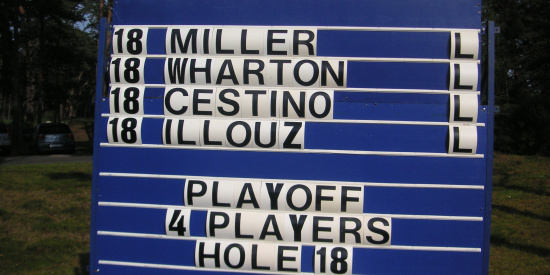 18 MILLER L
18 WHARTON L
18 CESTINO L
18 ILLOUZ L
PLAYOFF
4 PLAYERS
HOLE 18